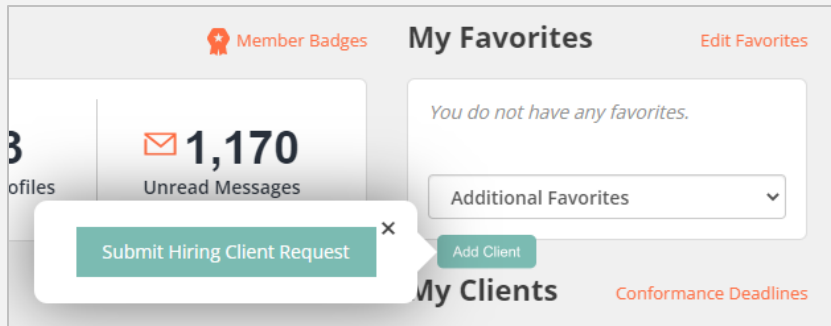 Member Badges
My Favorites
Edit Favorites
You do not have any favorites.
3
1,170
ofiles
Unread Messages
Additional Favorites
×
Submit Hiring Client Request
Add Client
My Clients
Conformance Deadlines